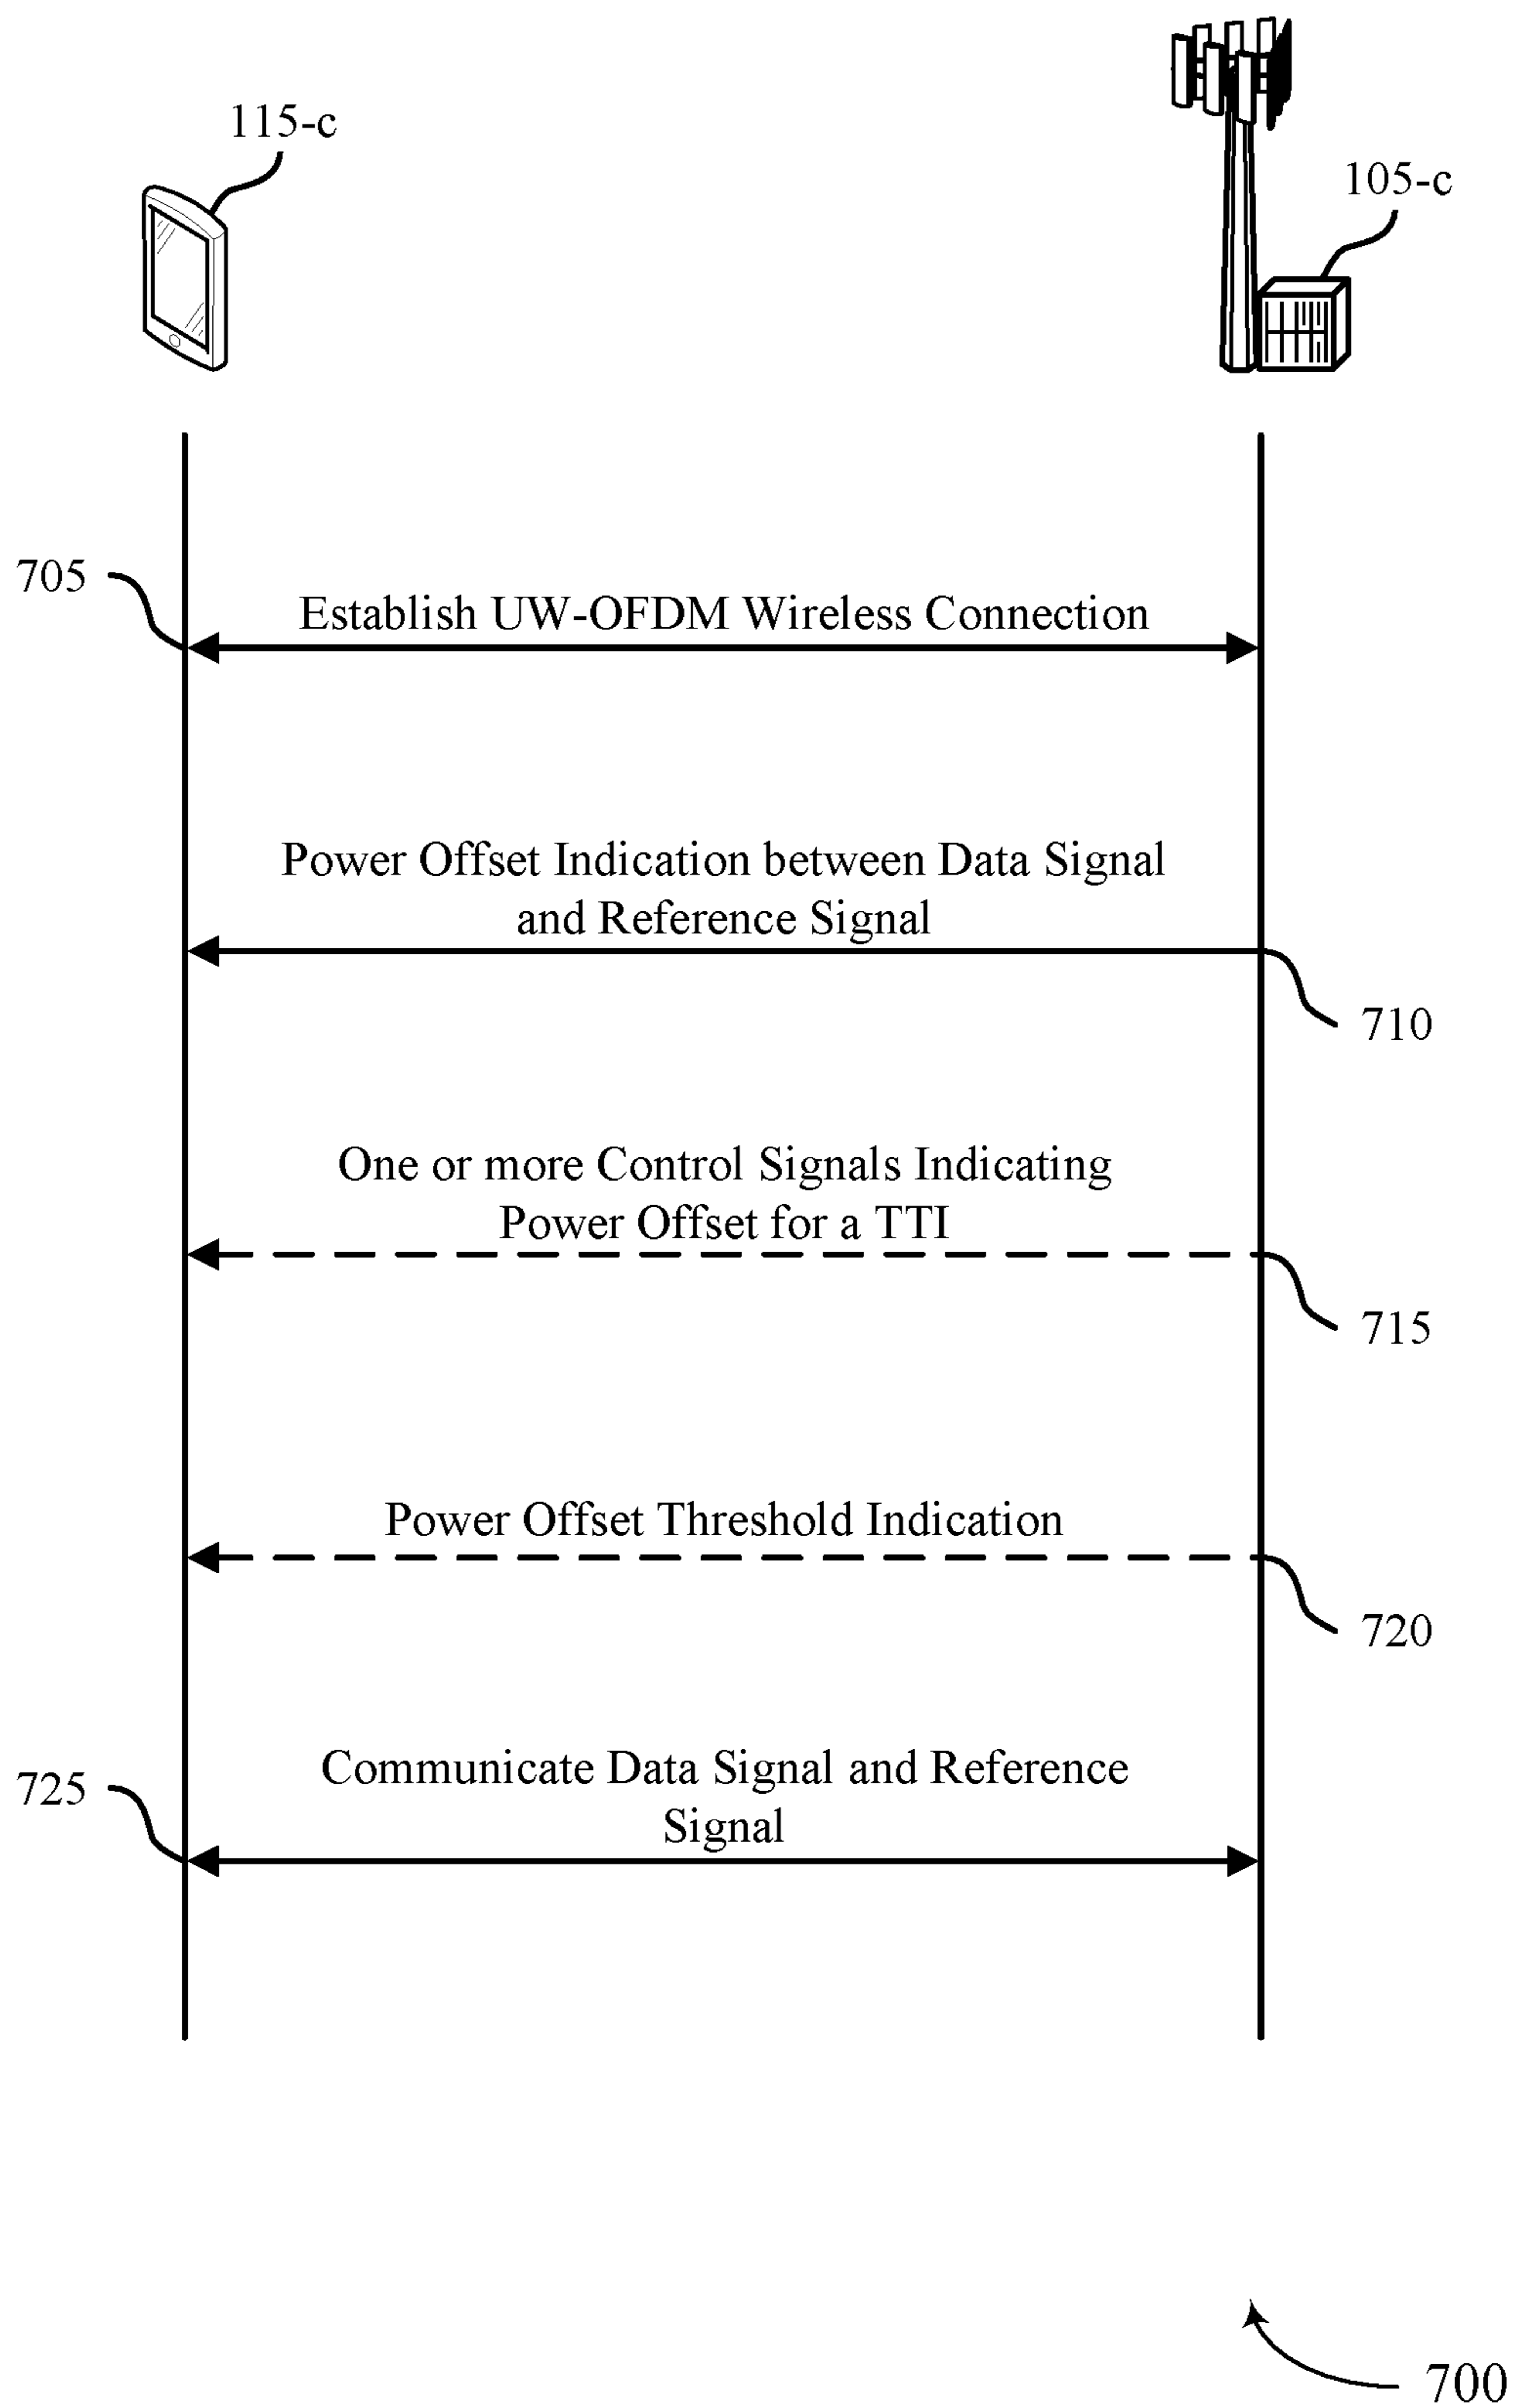 115-c
105-c
705
Establish UW-OFDM Wireless Connection
Power Offset Indication between Data Signal
and Reference Signal
710
One or more Control Signals Indicating
Power Offset for a TTI
715
Power Offset Threshold Indication
720
725
Communicate Data Signal and Reference
Signal
700